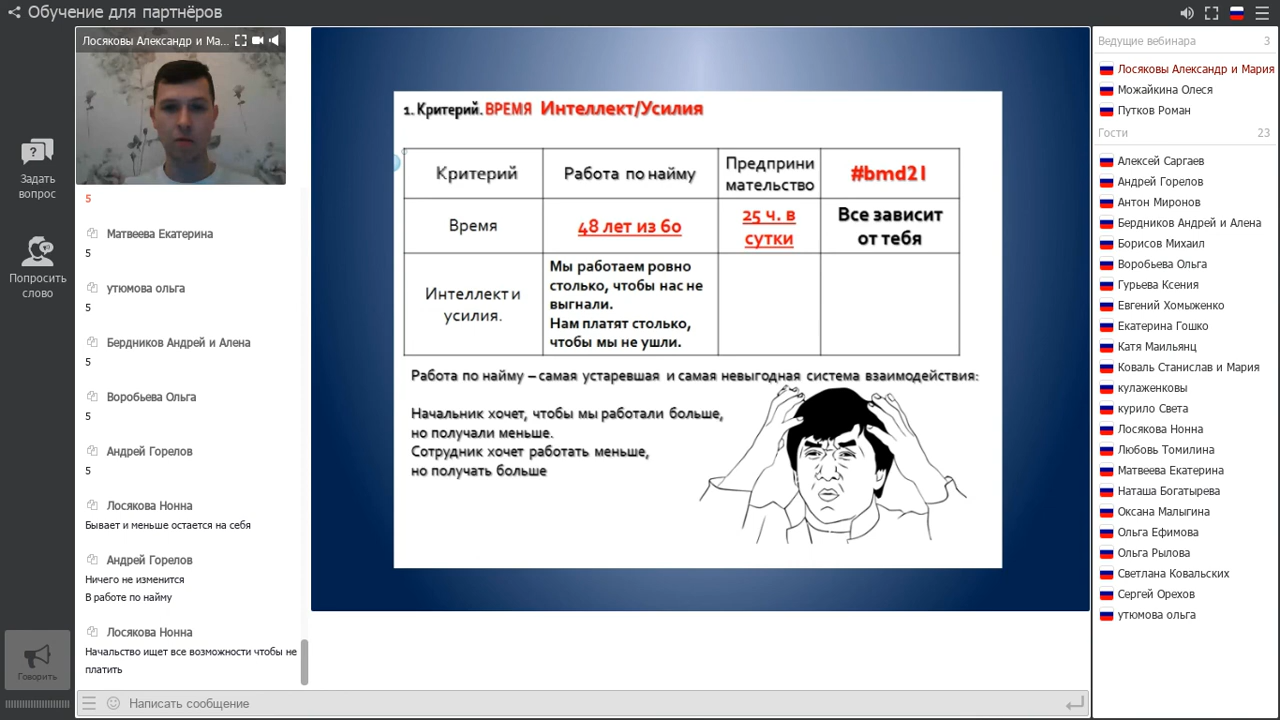 Обучение для партнёров
Задать
вопрос
Попросить
слово
Говорить
Лосяковы Александр и Ма...
5
Матвеева Екатерина
5
утюмова ольга
5
Бердников Андрей и Алена
5
Воробьева Ольга
5
Андрей Горелов
5
Лосякова Нонна
Бывает и меньше остается на себя
Андрей Горелов
Ничего не изменится
В работе по найму
Лосякова Нонна
Начальство ищет все возможности чтобы не
платить
Написать сообщение
1. Критерий. ВРЕМЯ Интеллект/Усилия
Критерий
Работа по найму
Предприни
мательство
#bmd21
Время
48 лет из 60
25 ч. в
сутки
Все зависит
от тебя
Интеллект и
усилия.
Мы работаем ровно
столько, чтобы нас не
выгнали.
Нам платят столько,
чтобы мы не ушли.
Работа по найму – самая устаревшая и самая невыгодная система взаимодействия:
Начальник хочет, чтобы мы работали больше,
но получали меньше.
Сотрудник хочет работать меньше,
но получать больше
Ведущие вебинара 3
Лосяковы Александр и Мария
Можайкина Олеся
Путков Роман
Гости 23
Алексей Саргаев
Андрей Горелов
Антон Миронов
Бердников Андрей и Алена
Борисов Михаил
Воробьева Ольга
Гурьева Ксения
Евгений Хомыженко
Екатерина Гошко
Катя Маильянц
Коваль Станислав и Мария
кулаженковы
курило Света
Лосякова Нонна
Любовь Томилина
Матвеева Екатерина
Наташа Богатырева
Оксана Малыгина
Ольга Ефимова
Ольга Рылова
Светлана Ковальских
Сергей Орехов
утюмова ольга